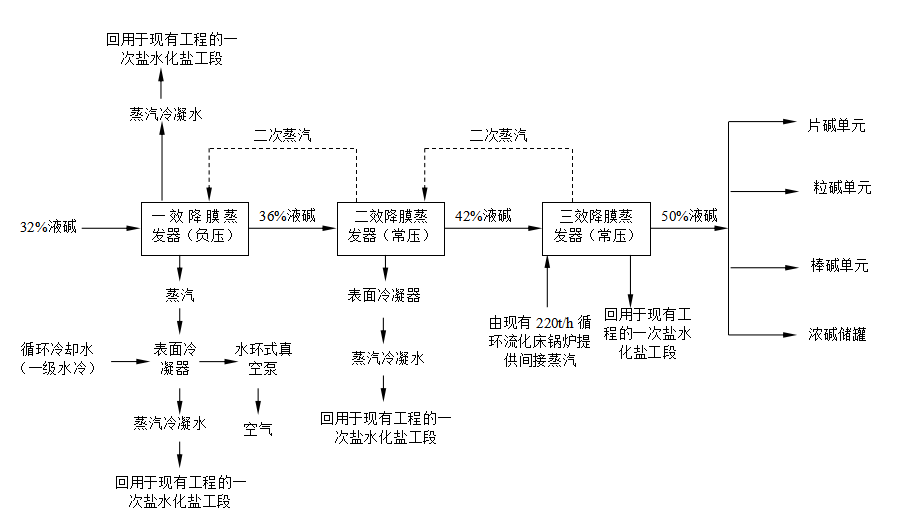 回用于现有工程的一
次盐水化盐工段
蒸汽冷凝水
二次蒸汽
二次蒸汽
片碱单元
粒碱单元
32%液碱
一效降膜蒸
发器（负压）
36%液碱
二效降膜蒸
发器（常压）
42%液碱
三效降膜蒸
发器（常压）
50%液碱
棒碱单元
浓碱储罐
蒸汽
表面冷凝器
由现有 220t/h 循
环流化床锅炉提
供间接蒸汽
回用于现有工
程的一次盐水
化盐工段
循环冷却水
（一级水冷）
表面冷
凝器
水环式真
空泵
蒸汽冷凝水
蒸汽冷凝水
空气
回用于现有工程的一
次盐水化盐工段
回用于现有工程的一
次盐水化盐工段